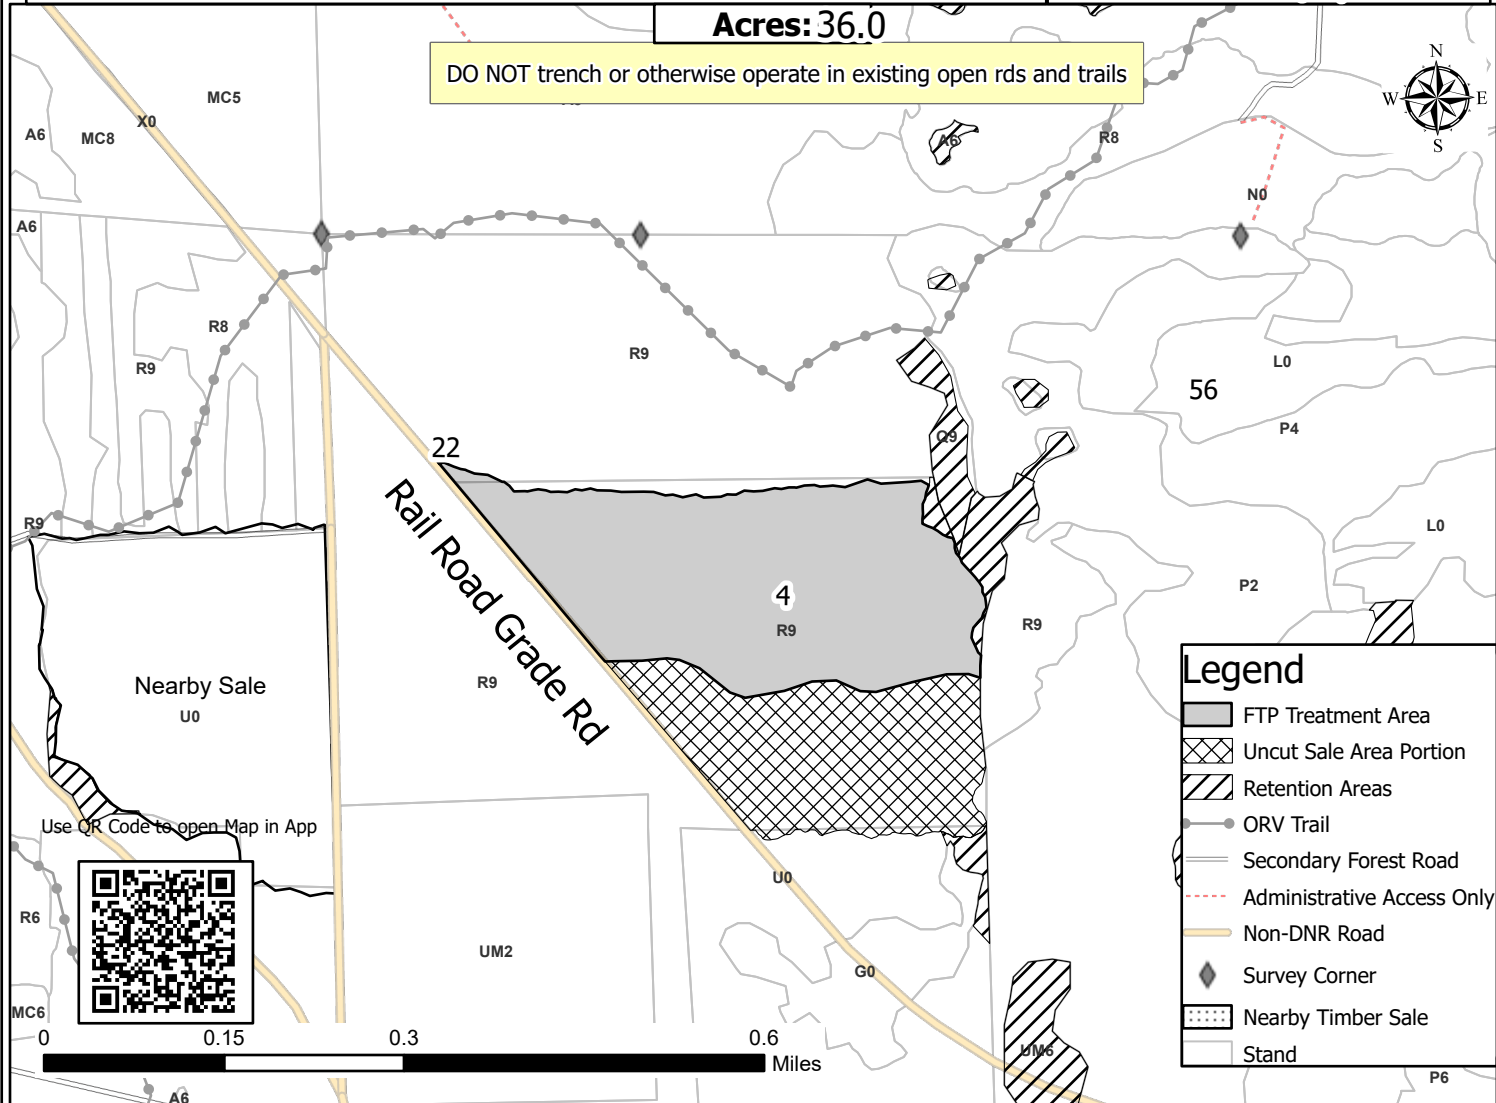 Acres: 36.0
DO NOT trench or otherwise operate in existing open rds and trails
N
W
E
S
MC5
X0
A6
MC8
A6
R8
N0
A6
R8
R9
R9
L0
56
P4
Q9
22
R9
L0
Rail Road Grade Rd
4
R9
P2
R9
R9
Nearby Sale
U0
Use QR Code to open Map in App
U0
R6
UM2
G0
MC6
UM6
P6
A6
0
0.15
0.3
0.6
Miles
Legend
FTP Treatment Area
Uncut Sale Area Portion
Retention Areas
ORV Trail
Secondary Forest Road
Administrative Access Only
Non-DNR Road
Survey Corner
Nearby Timber Sale
Stand